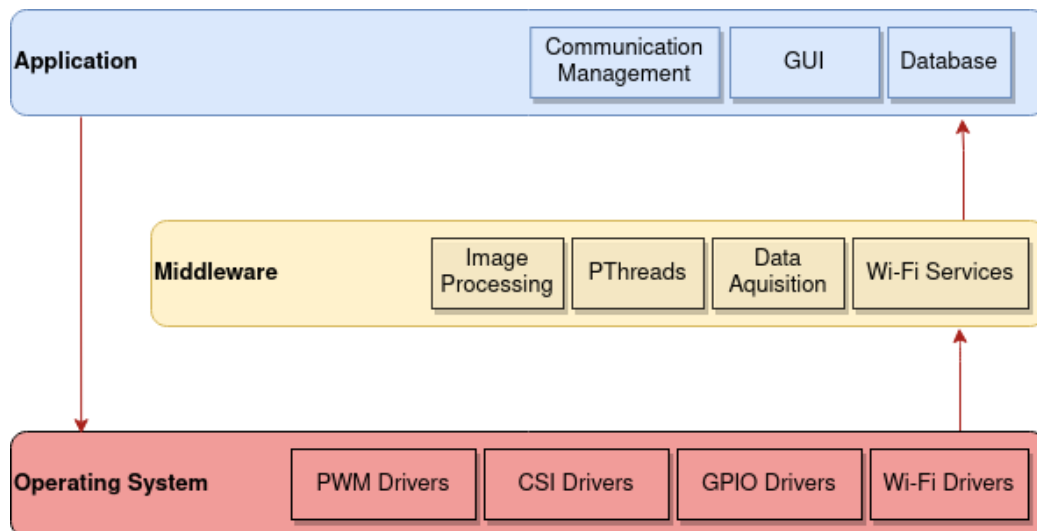 Application
Communication
Management
GUI
Database
Middleware
Image
Processing
PThreads
Data
Aquisition
Wi-Fi Services
Operating System
PWM Drivers
CSI Drivers
GPIO Drivers
Wi-Fi Drivers